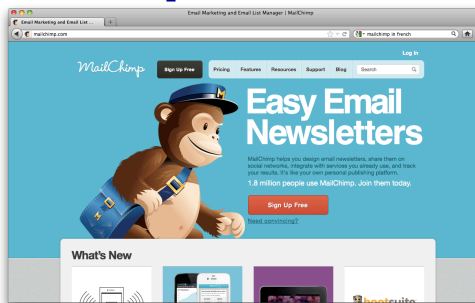 Email Marketing and Email List Manager | MailChimp
Email Marketing and Email List ...
mailchimp.com
mailchimp in french
Log In
MailChimp
Sign Up Free
Pricing
Features
Resources
Support
Blog
Search
Easy Email
Newsletters
MailChimp helps you design email newsletters, share them on
social networks, integrate with services you already use, and track
your results. It's like your own personal publishing platform.
1.8 million people use MailChimp. Join them today.
Sign Up Free
Need convincing?
What's New
hootsuite